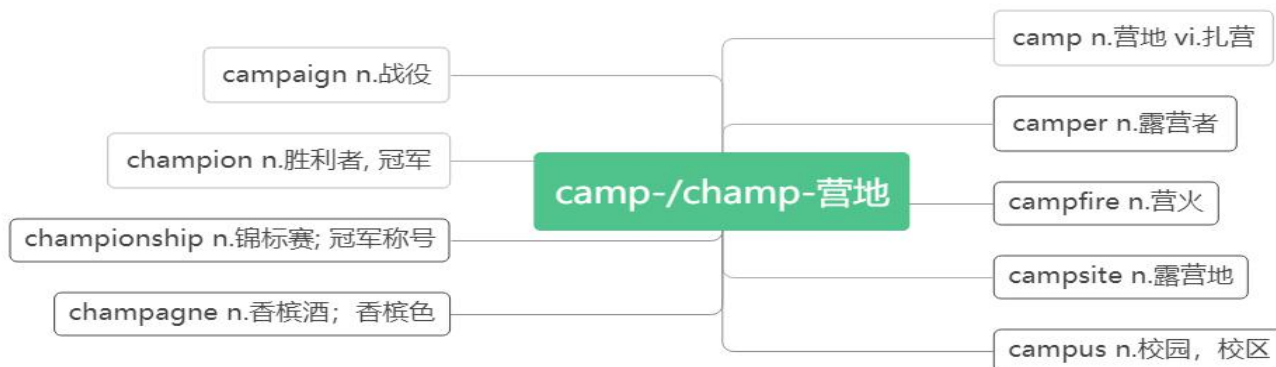 camp-/champ-营地
camp n.营地 vi.扎营
camper n.露营者
campfire n.营火
campsite n.露营地
campus n.校园，校区
campaign n.战役
champion n.胜利者, 冠军
championship n.锦标赛; 冠军称号
champagne n.香槟酒；香槟色